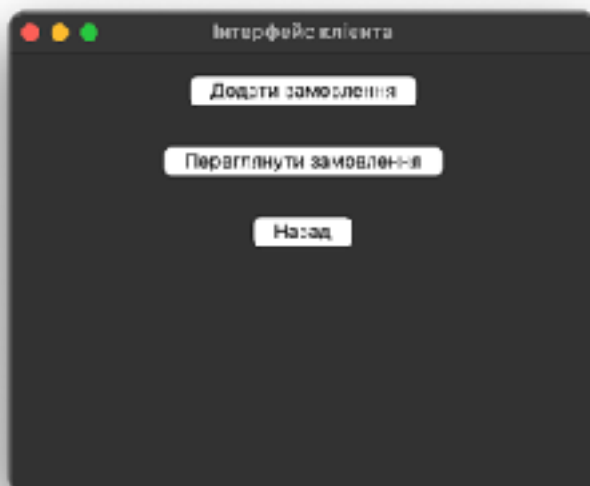 Інтерфейс клієнта
Додати замовлення
Переглянути замовлення
Назад